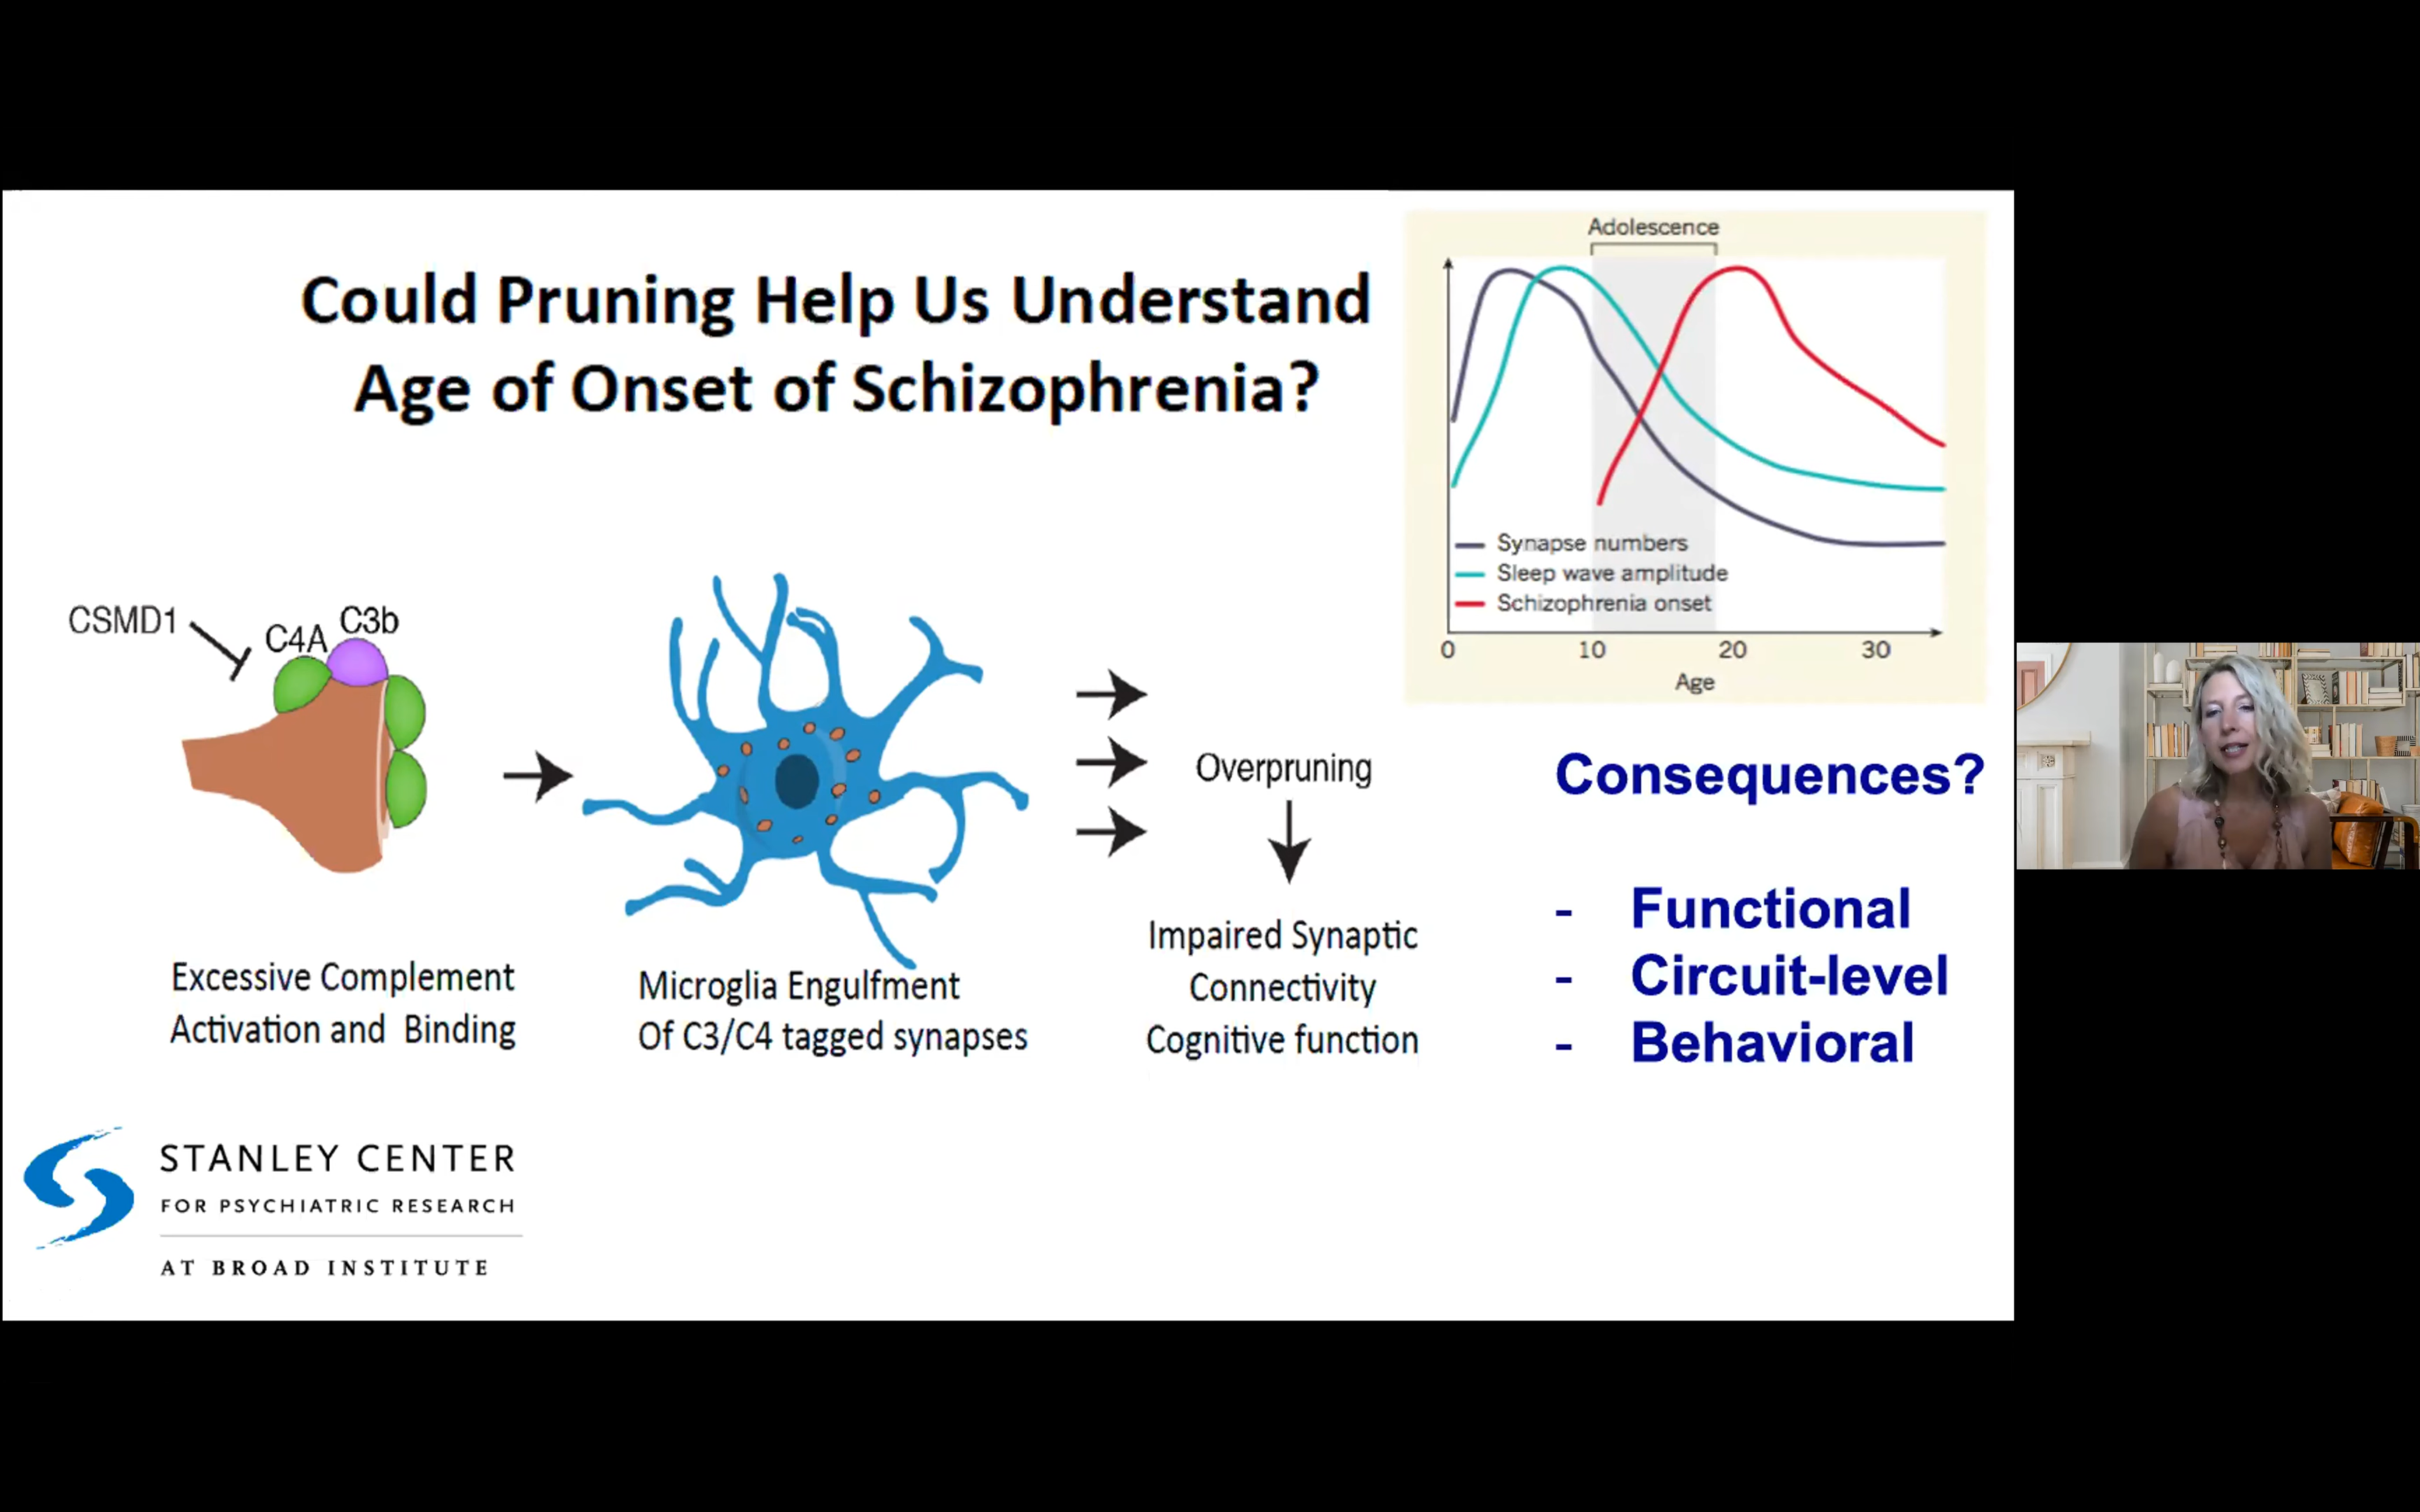 Could Pruning Help Us Understand
Age of Onset of Schizophrenia?
Adolescence
Synapse numbers
Sleep wave amplitude
Schizophrenia onset
0 10 20 30
Age
CSMD1
C4A
C3b
Excessive Complement
Activation and Binding
Microglia Engulfment
Of C3/C4 tagged synapses
Overpruning
Impaired Synaptic
Connectivity
Cognitive function
Consequences?
- Functional
- Circuit-level
- Behavioral
STANLEY CENTER
FOR PSYCHIATRIC RESEARCH
AT BROAD INSTITUTE